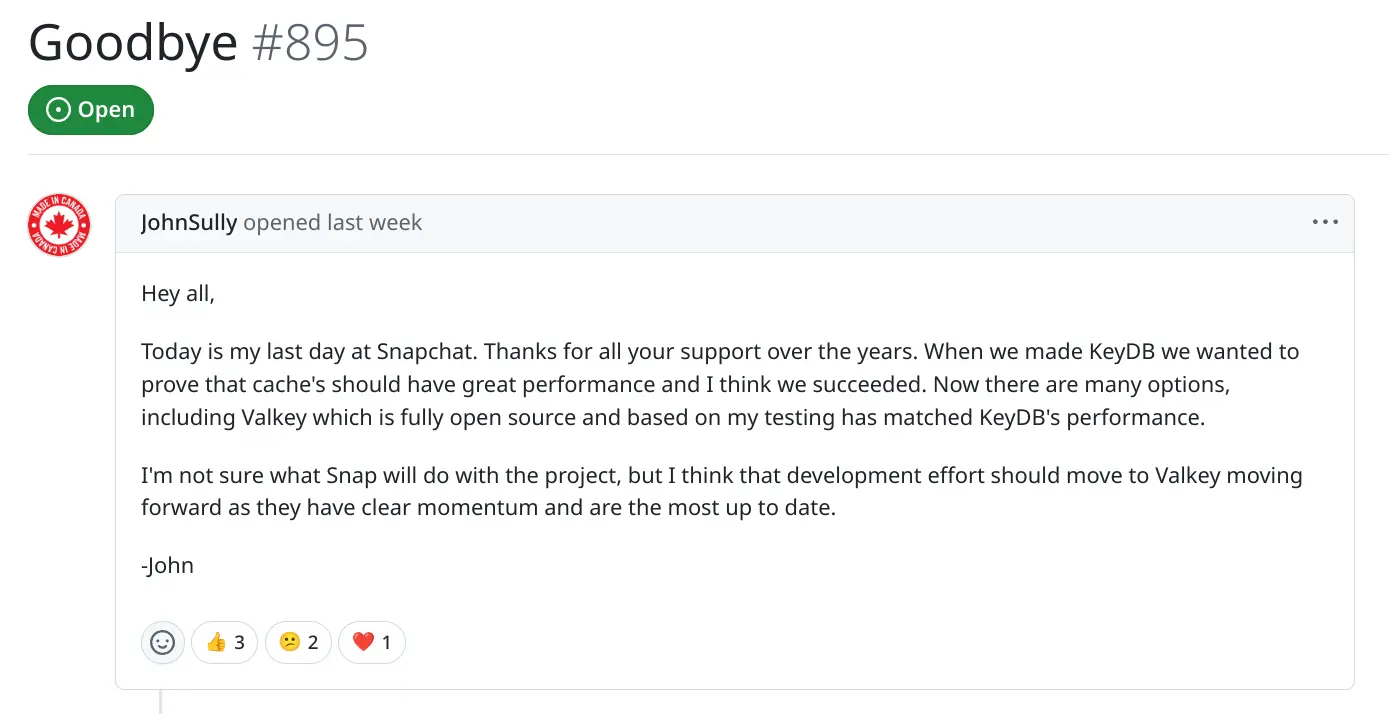 Goodbye #895
Open
MADE IN CANADA
MADE IN CANADA
JohnSully opened last week
Hey all,
Today is my last day at Snapchat. Thanks for all your support over the years. When we made KeyDB we wanted to
prove that cache's should have great performance and I think we succeeded. Now there are many options,
including Valkey which is fully open source and based on my testing has matched KeyDB's performance.
I'm not sure what Snap will do with the project, but I think that development effort should move to Valkey moving
forward as they have clear momentum and are the most up to date.
-John
👍 3 😕 2 ❤️ 1